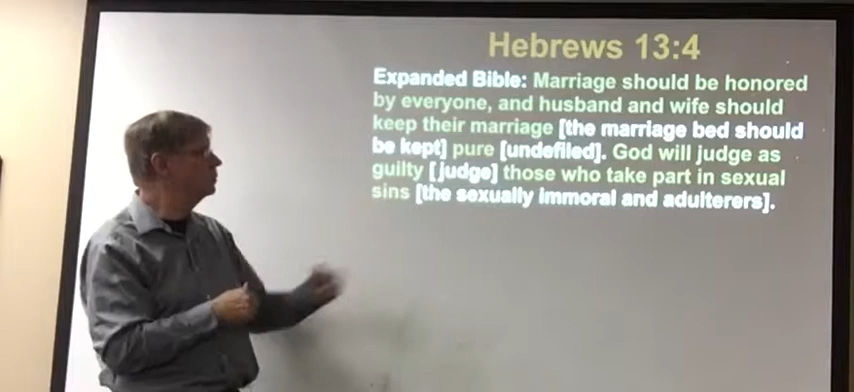 Hebrews 13:4
Expanded Bible: Marriage should be honored
by everyone, and husband and wife should
keep their marriage [the marriage bed should
be kept] pure [undefiled]. God will judge as
guilty [judge] those who take part in sexual
sins [the sexually immoral and adulterers].